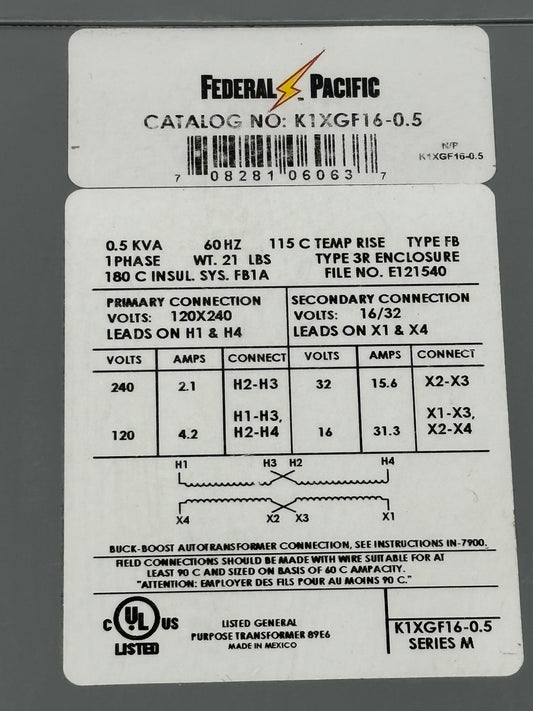 FEDERAL PACIFIC
CATALOG NO: K1XGF16-0.5
N/P
K1XGF16-0.5
7 08281 06063 7
0.5 KVA 60 HZ 115 C TEMP RISE TYPE FB
1PHASE WT. 21 LBS TYPE 3R ENCLOSURE
180 C INSUL. SYS. FB1A FILE NO. E121540
PRIMARY CONNECTION SECONDARY CONNECTION
VOLTS: 120X240 VOLTS: 16/32
LEADS ON H1 & H4 LEADS ON X1 & X4
VOLTS AMPS CONNECT VOLTS AMPS CONNECT
240 2.1 H2-H3 32 15.6 X2-X3
H1-H3, X1-X3,
120 4.2 H2-H4 16 31.3 X2-X4
H1 H3 H2 H4
X4 X2 X3 X1
BUCK-BOOST AUTOTRANSFORMER CONNECTION, SEE INSTRUCTIONS IN-7900.
FIELD CONNECTIONS SHOULD BE MADE WITH WIRE SUITABLE FOR AT
LEAST 90 C AND SIZED ON BASIS OF 60 C AMPACITY.
"ATTENTION: EMPLOYER DES FILS POUR AU MOINS 90 C."
C UL US
LISTED
LISTED GENERAL
PURPOSE TRANSFORMER 89E6
MADE IN MEXICO
K1XGF16-0.5
SERIES M